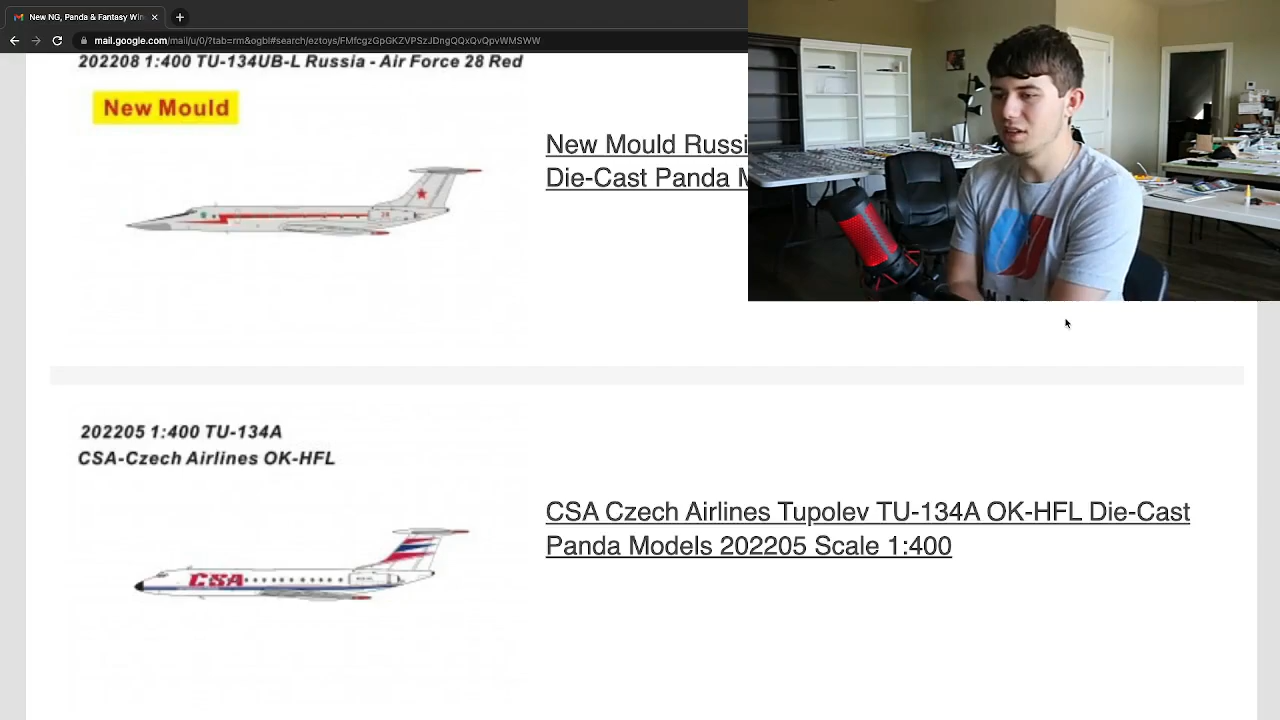 New NG, Panda & Fantasy Win
mail.google.com/mail/u/0/?tab=rm&ogbl#search/eztoys/FMfcgzGpGKZVPSzJDngQQxQvQpvWMSWW
202208 1:400 TU-134UB-L Russia - Air Force 28 Red
New Mould
New Mould Russi
Die-Cast Panda M
202205 1:400 TU-134A
CSA-Czech Airlines OK-HFL
CSA
CSA Czech Airlines Tupolev TU-134A OK-HFL Die-Cast
Panda Models 202205 Scale 1:400